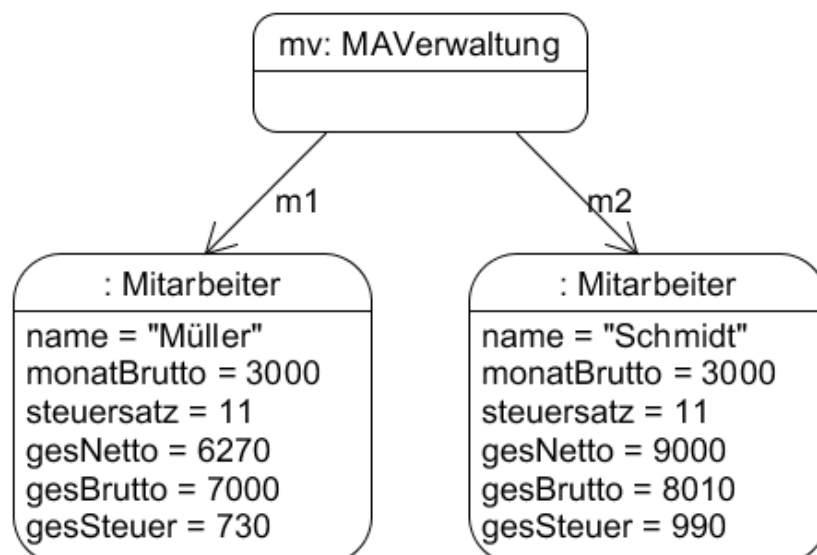 mv: MAVerwaltung
m1
m2
: Mitarbeiter
name = "Müller"
monatBrutto = 3000
steuersatz = 11
gesNetto = 6270
gesBrutto = 7000
gesSteuer = 730
: Mitarbeiter
name = "Schmidt"
monatBrutto = 3000
steuersatz = 11
gesNetto = 9000
gesBrutto = 8010
gesSteuer = 990